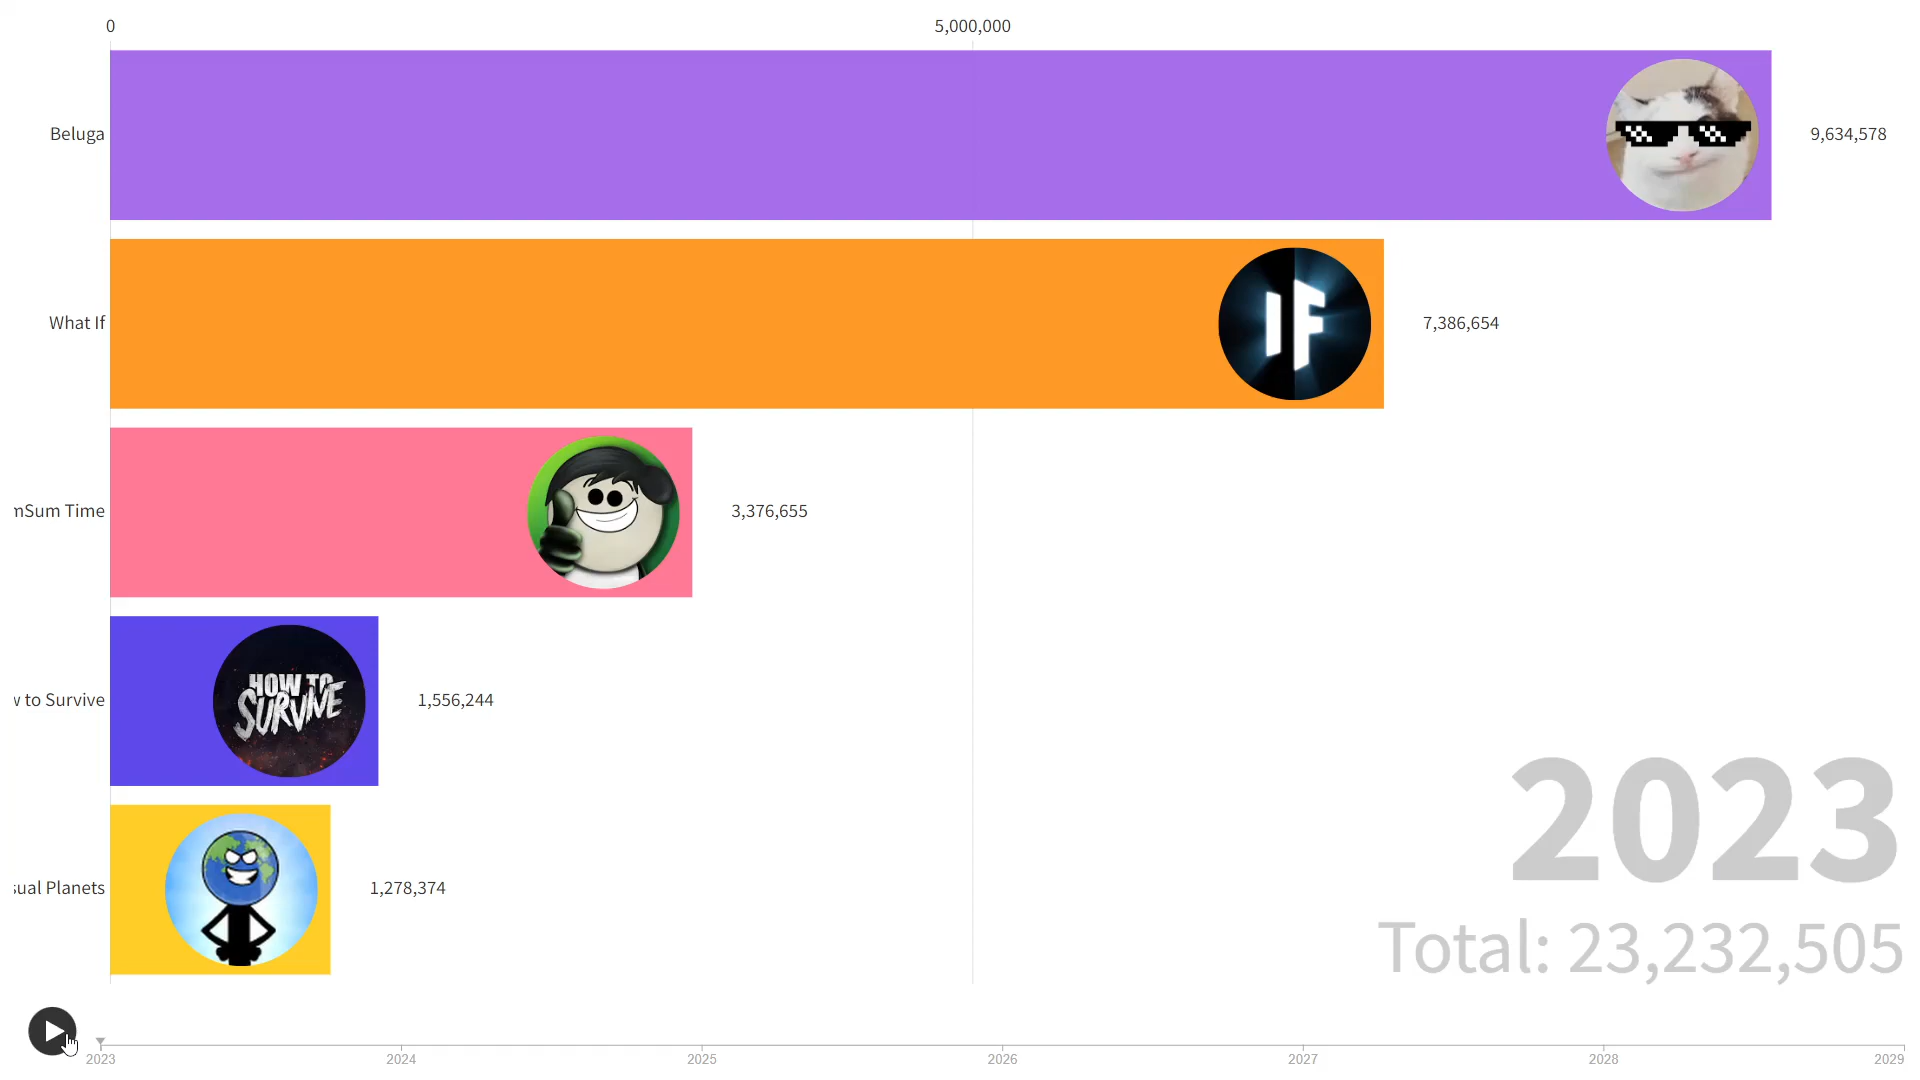 0 5,000,000
Beluga 9,634,578
What If IF 7,386,654
mSum Time 3,376,655
to Survive HOW TO SURVIVE 1,556,244
sual Planets 1,278,374
2023
Total: 23,232,505
2023 2024 2025 2026 2027 2028 2029